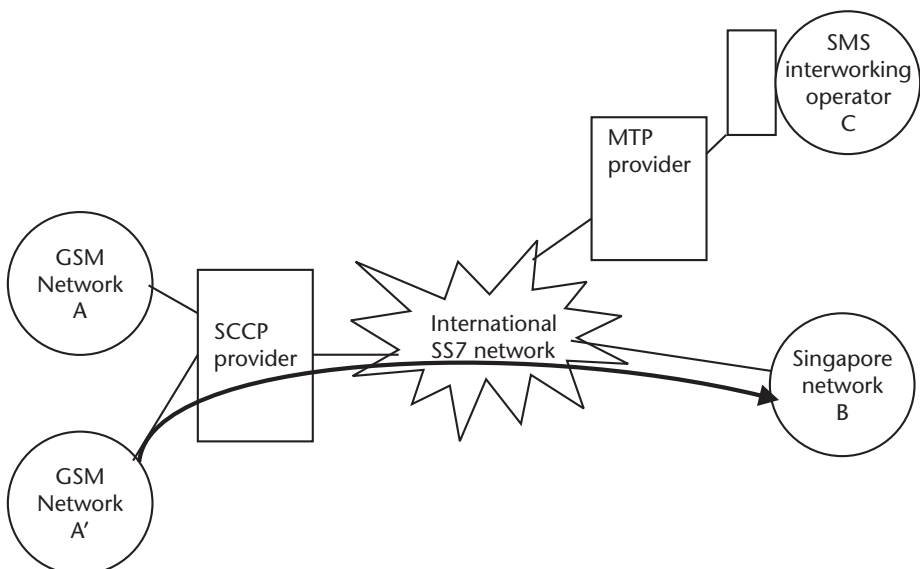 SMS
interworking
operator
C
MTP
provider
GSM
Network
A
SCCP
provider
International
SS7 network
Singapore
network
B
GSM
Network
A'